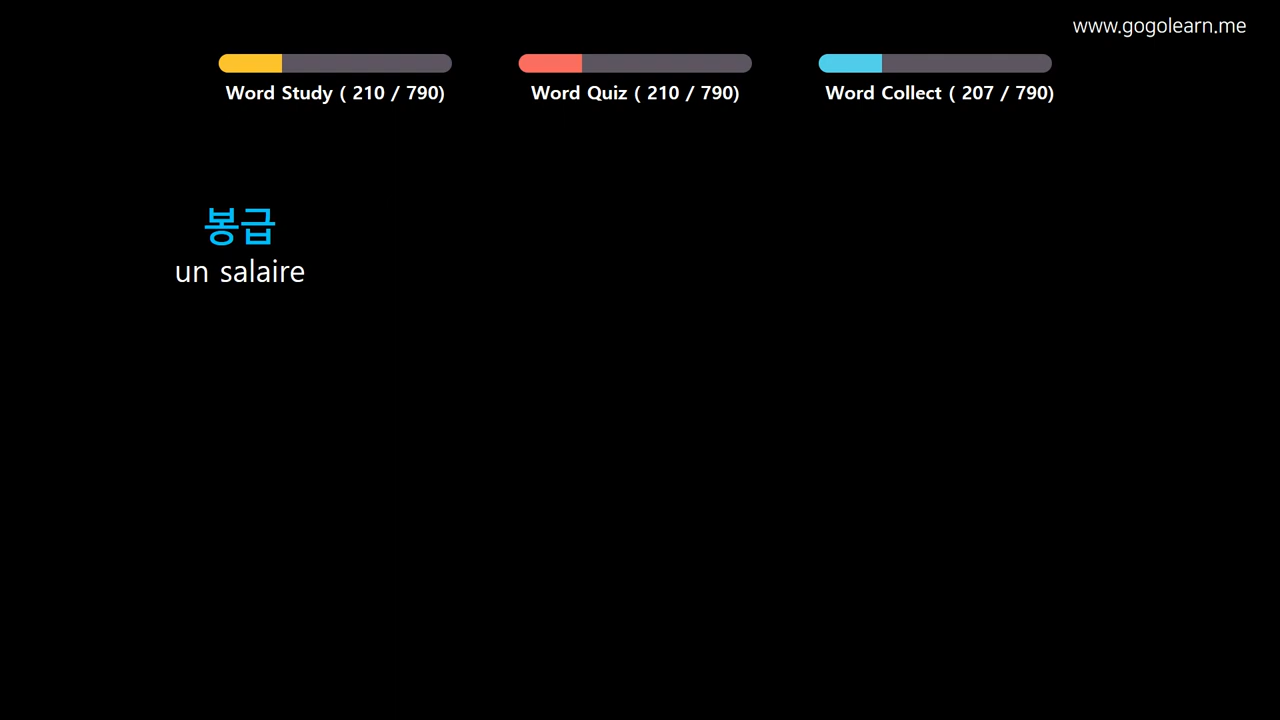 www.gogolearn.me
Word Study ( 210 / 790)
Word Quiz ( 210 / 790)
Word Collect ( 207 / 790)
봉급
un salaire